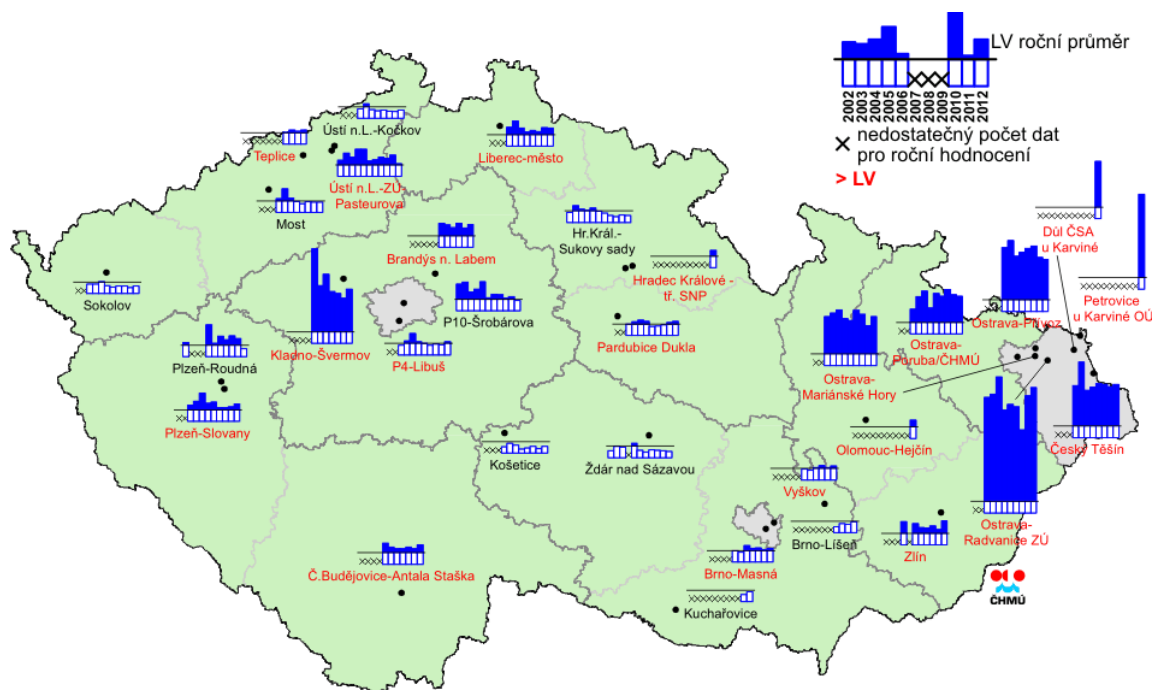 LV roční průměr
2002 2003 2004 2005 2006 2007 2008 2009 2010 2011 2012
nedostatečný počet dat
pro roční hodnocení
> LV
Ústí n.L.-Kočkov
Teplice
Liberec-město
Ústí n.L.-ZÚ-
Pasteurova
Most
Hr.Král.-
Sukovy sady
Důl ČSA
u Karviné
Brandýs n. Labem
Hradec Králové -
tř. SNP
Sokolov
Petrovice
u Karviné OÚ
P10-Šrobárova
Ostrava-Přívoz
Kladno-Švermov
Pardubice Dukla
Ostrava-
Poruba/ČHMÚ
Plzeň-Roudná
P4-Libuš
Ostrava-
Mariánské Hory
Plzeň-Slovany
Olomouc-Hejčín
Český Těšín
Košetice
Ždár nad Sázavou
Vyškov
Ostrava-
Radvanice ZÚ
Brno-Líšeň
Zlín
Č.Budějovice-Antala Staška
Brno-Masná
ČHMÚ
Kuchařovice